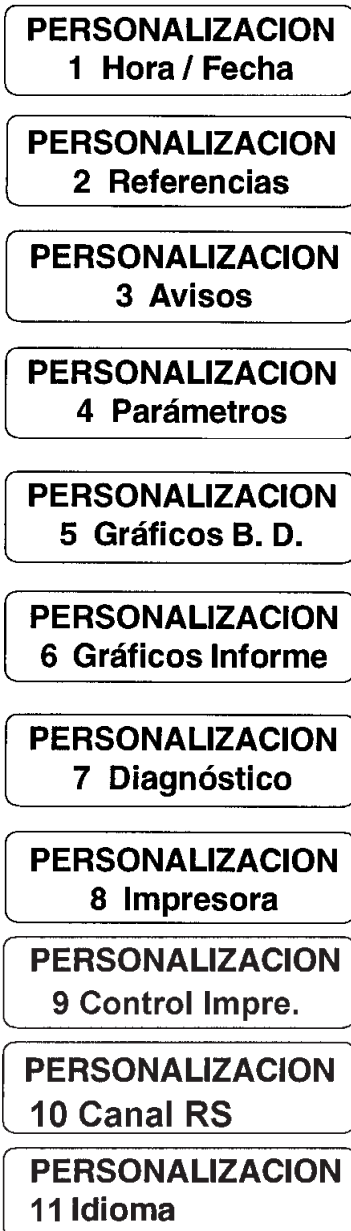 PERSONALIZACION
1 Hora / Fecha
PERSONALIZACION
2 Referencias
PERSONALIZACION
3 Avisos
PERSONALIZACION
4 Parámetros
PERSONALIZACION
5 Gráficos B. D.
PERSONALIZACION
6 Gráficos Informe
PERSONALIZACION
7 Diagnóstico
PERSONALIZACION
8 Impresora
PERSONALIZACION
9 Control Impre.
PERSONALIZACION
10 Canal RS
PERSONALIZACION
11 Idioma